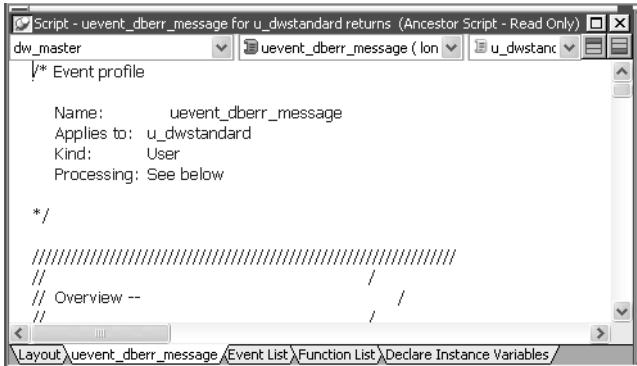 Script - uevent_dberr_message for u_dwstandard returns (Ancestor Script - Read Only)
dw_master uevent_dberr_message ( lon u_dwstanc
/* Event profile
Name: uevent_dberr_message
Applies to: u_dwstandard
Kind: User
Processing: See below
*/
/////////////////////////////////////////////////////////////////
// /
// Overview -- /
// /
Layout uevent_dberr_message Event List Function List Declare Instance Variables